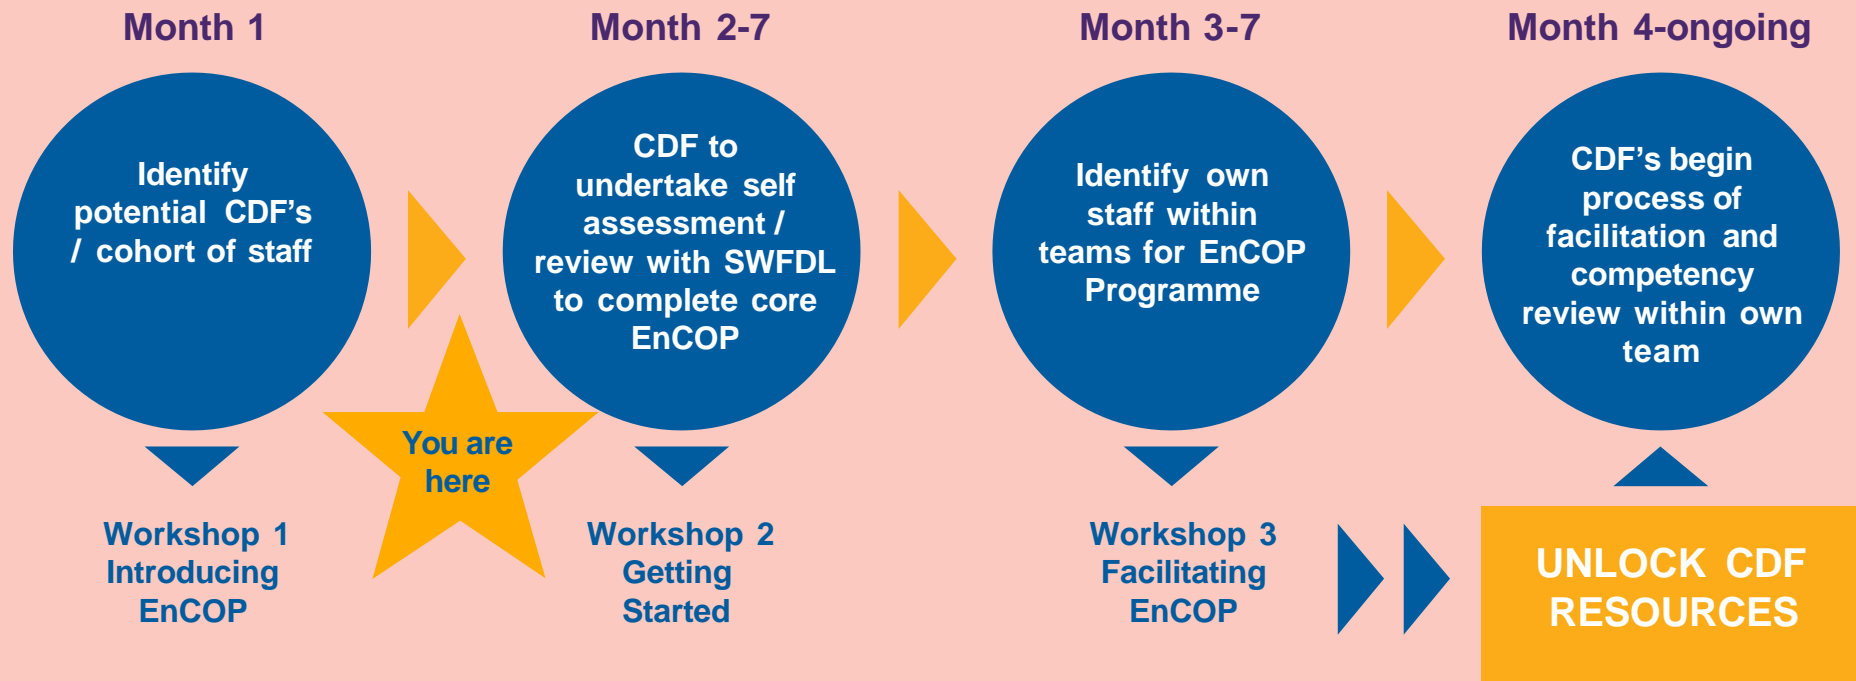 Month 1
Month 2-7
Month 3-7
Month 4-ongoing
Identify
potential CDF's
/ cohort of staff
CDF to
undertake self
assessment /
review with SWFDL
to complete core
EnCOP
Identify own
staff within
teams for EnCOP
Programme
CDF’s begin
process of
facilitation and
competency
review within own
team
You are
here
Workshop 1
Introducing
EnCOP
Workshop 2
Getting
Started
Workshop 3
Facilitating
EnCOP
UNLOCK CDF
RESOURCES